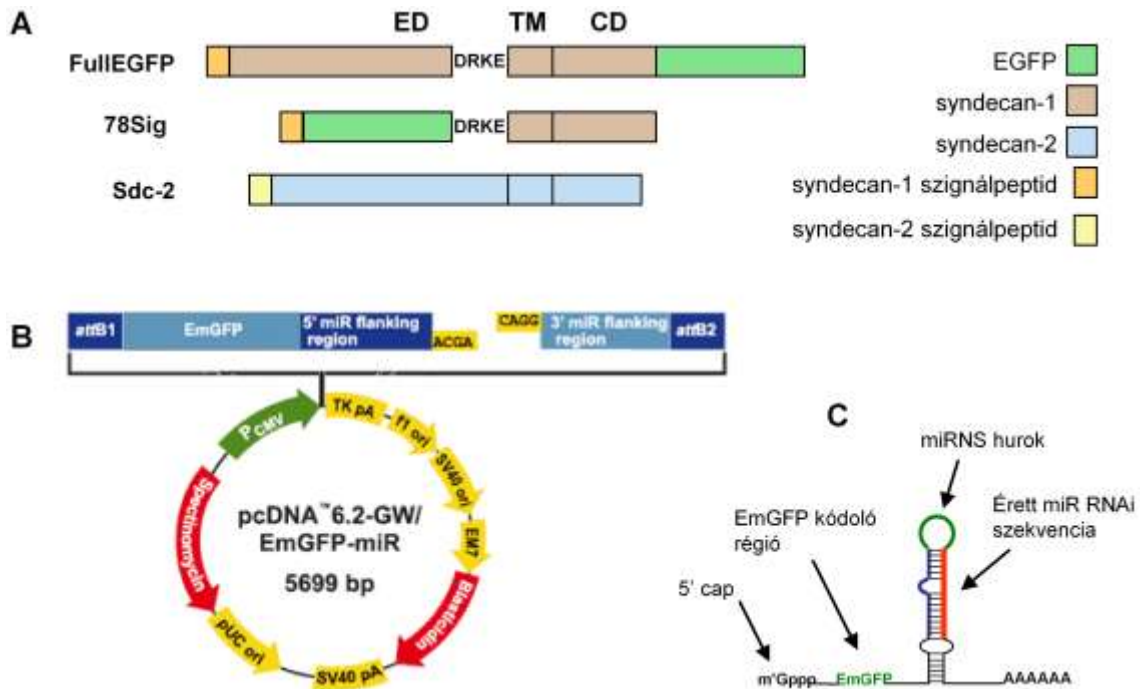 A
ED TM CD
FullEGFP
DRKE
78Sig
DRKE
Sdc-2
EGFP
syndecan-1
syndecan-2
syndecan-1 szignálpeptid
syndecan-2 szignálpeptid
B
attB1
EmGFP
5' miR flanking
region
ACGA
CAGG
3' miR flanking
region
attB2
PCMV
TK pA
f1 ori
SV40 ori
EM7
Blasticidin
SV40 pA
pUC ori
Spectinomycin
pcDNA™6.2-GW/
EmGFP-miR
5699 bp
C
miRNS hurok
Érett miR RNAi
szekvencia
EmGFP kódoló
régió
5' cap
m'Gppp
EmGFP
AAAAAA